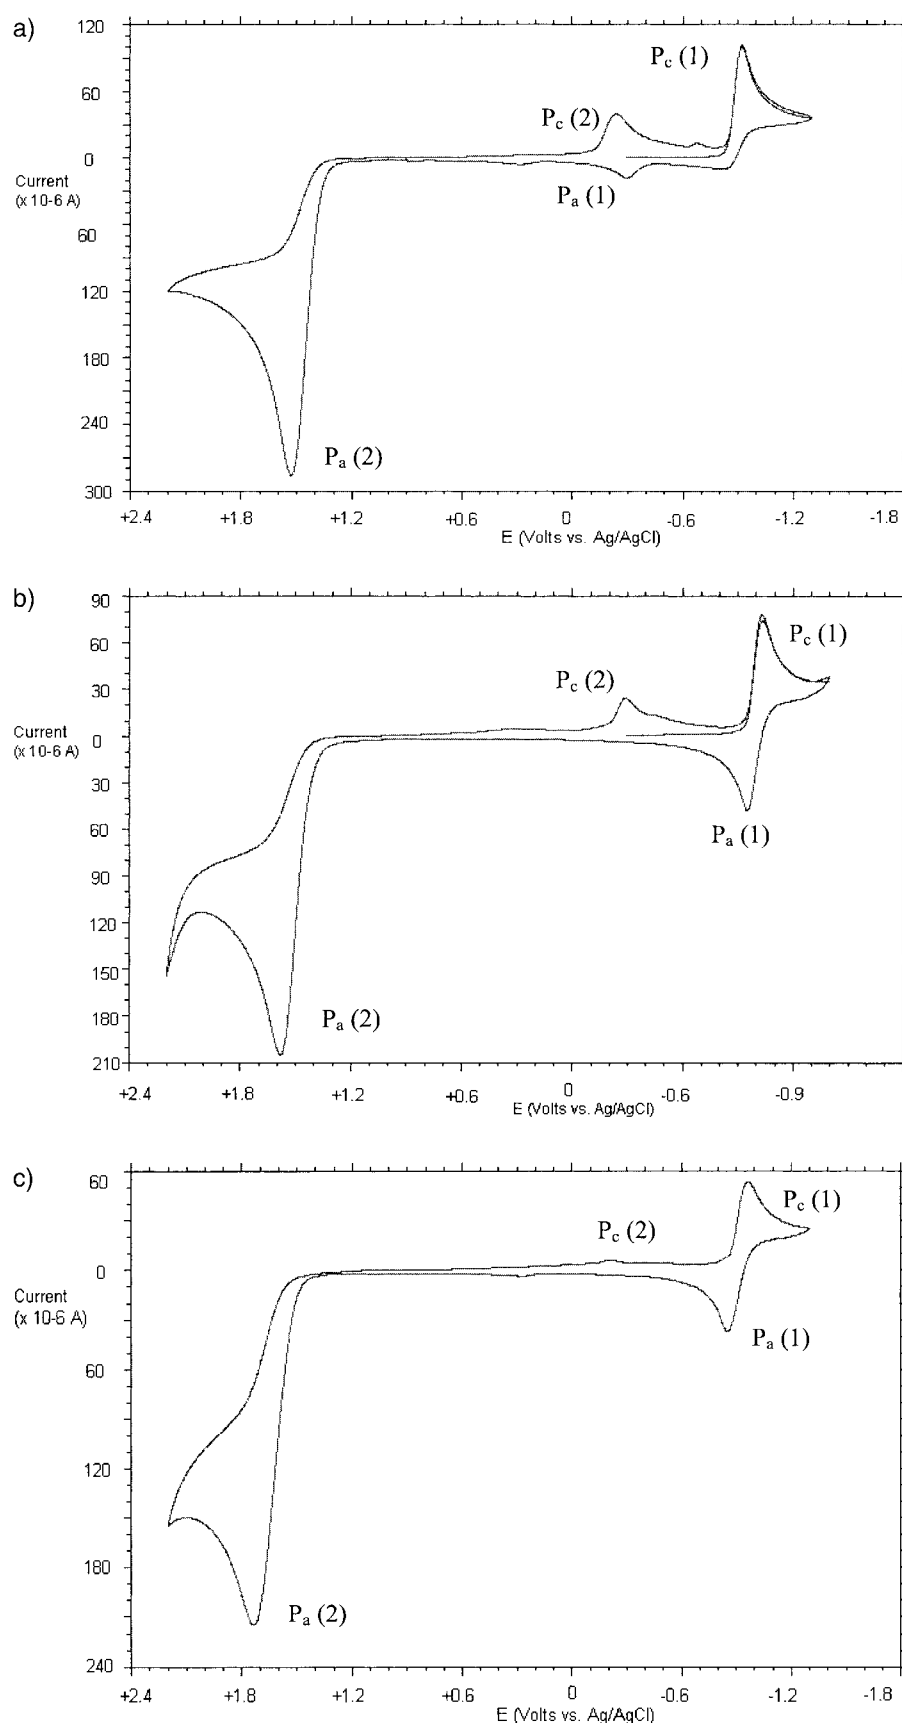 a)
120
60
0
60
120
180
240
300
Current
(x 10-6 A)
Pc (1)
Pc (2)
Pa (1)
Pa (2)
+2.4 +1.8 +1.2 +0.6 0 -0.6 -1.2 -1.8
E (Volts vs. Ag/AgCl)
b)
90
60
30
0
30
60
90
120
150
180
210
Current
(x 10-6 A)
Pc (1)
Pc (2)
Pa (1)
Pa (2)
+2.4 +1.8 +1.2 +0.6 0 -0.6 -0.9
E (Volts vs. Ag/AgCl)
c)
60
0
60
120
180
240
Current
(x 10-6 A)
Pc (1)
Pc (2)
Pa (1)
Pa (2)
+2.4 +1.8 +1.2 +0.6 0 -0.6 -1.2 -1.8
E (Volts vs. Ag/AgCl)